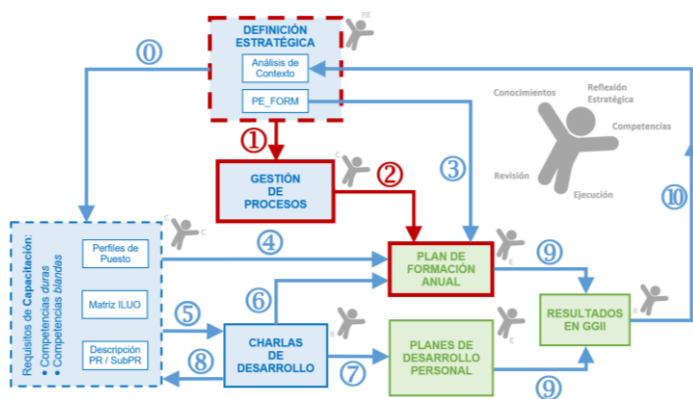 DEFINICIÓN
ESTRATÉGICA
RE
Análisis de
Contexto
PE_FORM
0
1
2
3
GESTIÓN
DE
PROCESOS
C
Conocimientos
Reflexión
Estratégica
Competencias
Revisión
Ejecución
10
Requisitos de Capacitación:
• Competencias duras
• Competencias blandas
Perfiles de
Puesto
Matriz ILUO
Descripción
PR / SubPR
C
C
4
5
6
7
8
PLAN DE
FORMACIÓN
ANUAL
E
9
CHARLAS
DE
DESARROLLO
R
PLANES DE
DESARROLLO
PERSONAL
E
9
RESULTADOS
EN GGII
R